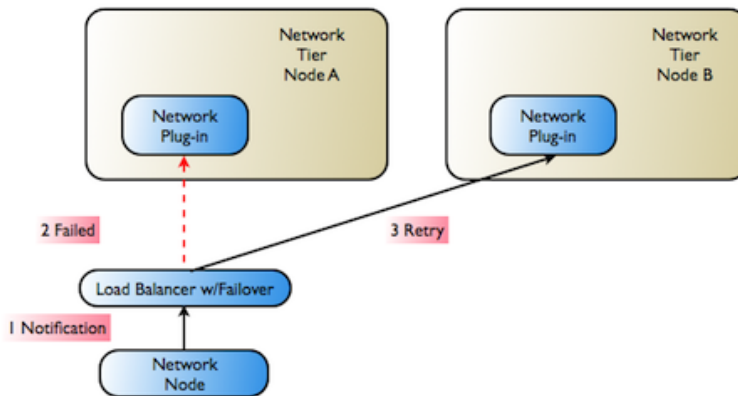 Network
Tier
Node A
Network
Tier
Node B
Network
Plug-in
Network
Plug-in
2 Failed
3 Retry
Load Balancer w/Failover
1 Notification
Network
Node